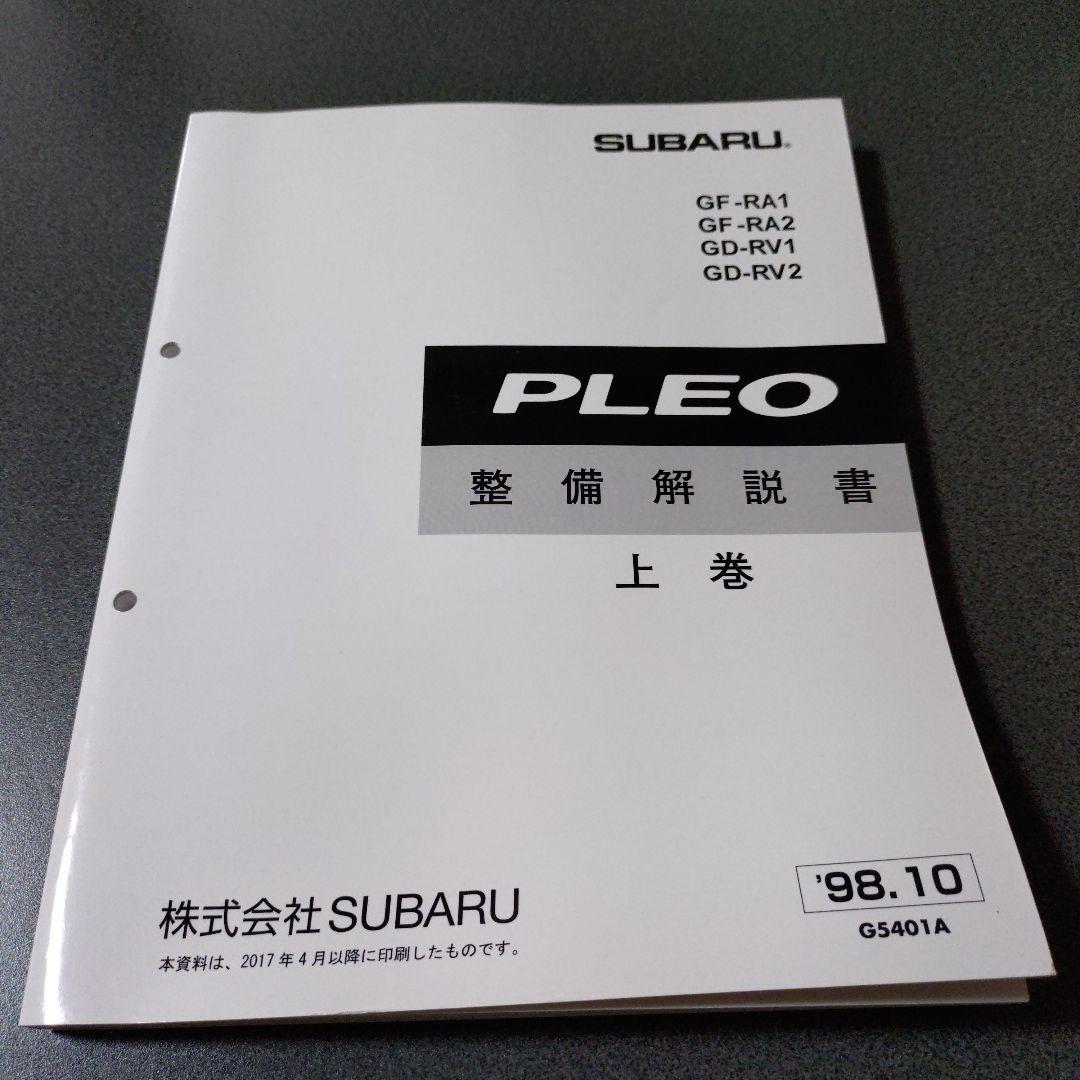 SUBARU®
GF-RA1
GF-RA2
GD-RV1
GD-RV2
PLEO
整備解説書
上巻
'98.10
G5401A
株式会社SUBARU
本資料は、2017年4月以降に印刷したものです。